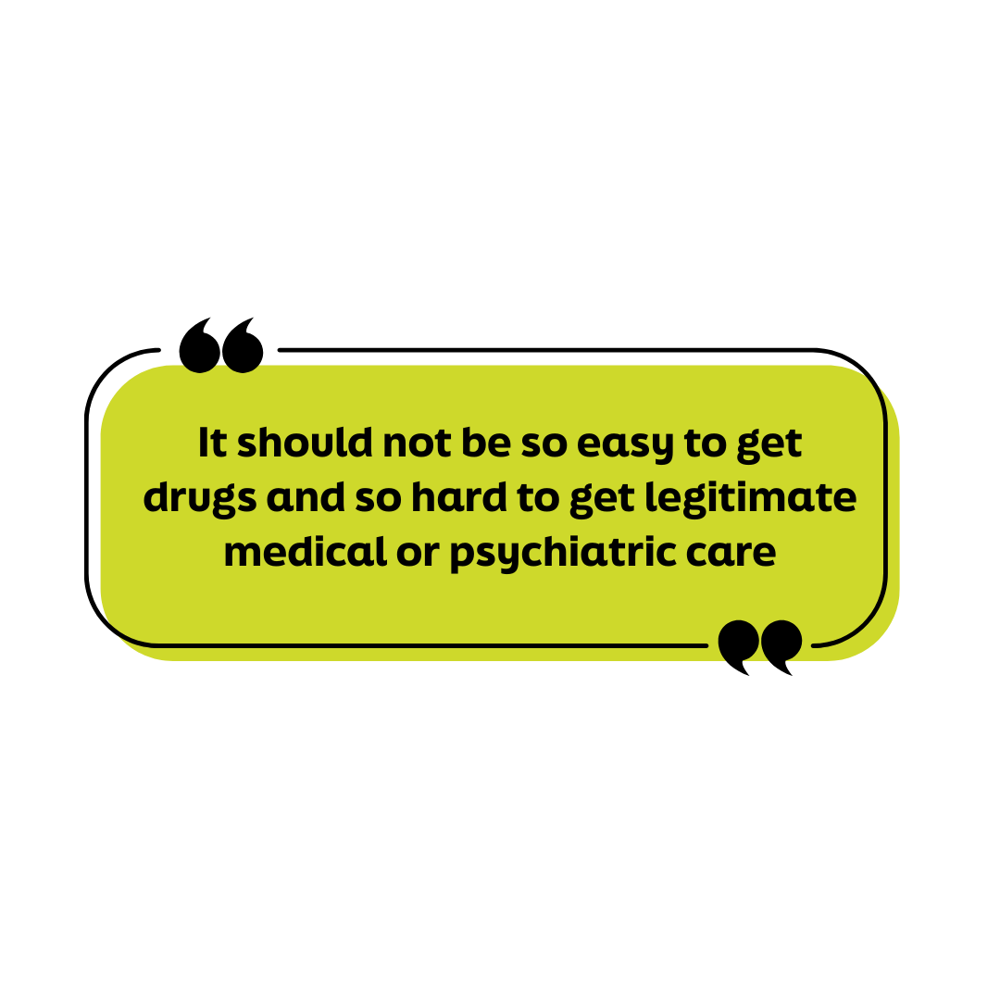 “
It should not be so easy to get
drugs and so hard to get legitimate
medical or psychiatric care
”